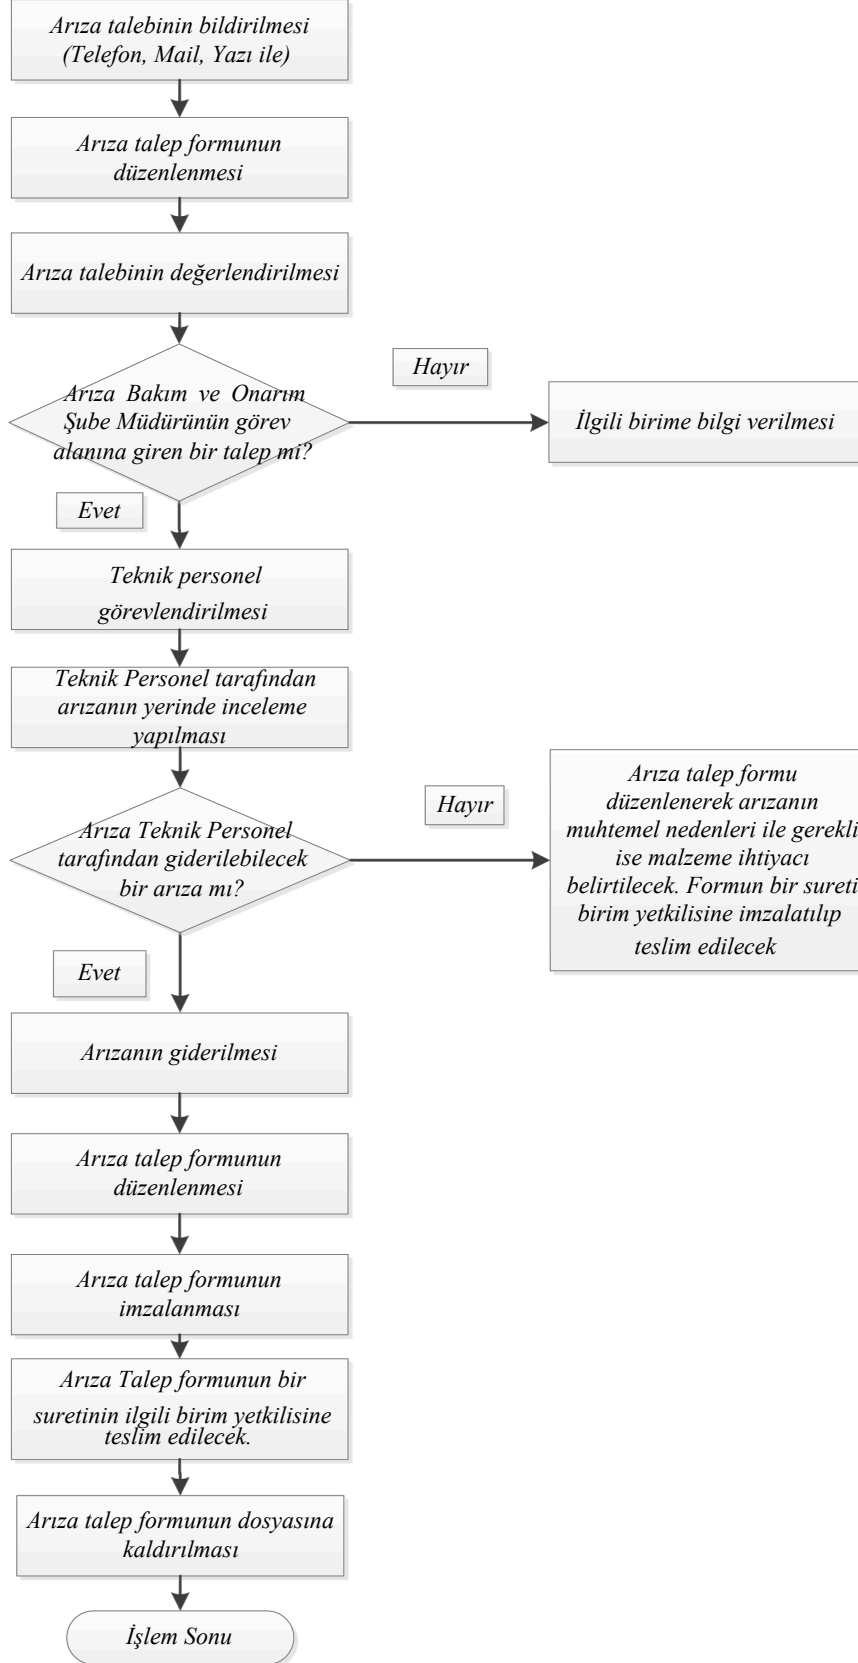 Arıza talebinin bildirilmesi
(Telefon, Mail, Yazı ile)
Arıza talep formunun
düzenlenmesi
Arıza talebinin değerlendirilmesi
Hayır
Arıza Bakım ve Onarım
Şube Müdürünün görev
alanına giren bir talep mi?
İlgili birime bilgi verilmesi
Evet
Teknik personel
görevlendirilmesi
Teknik Personel tarafından
arızanın yerinde inceleme
yapılması
Hayır
Arıza Teknik Personel
tarafından giderilebilecek
bir arıza mı?
Arıza talep formu
düzenlenerek arızanın
muhtemel nedenleri ile gerekli
ise malzeme ihtiyacı
belirtilecek. Formun bir sureti
birim yetkilisine imzalatılıp
teslim edilecek
Evet
Arızanın giderilmesi
Arıza talep formunun
düzenlenmesi
Arıza talep formunun
imzalanması
Arıza Talep formunun bir
suretinin ilgili birim yetkilisine
teslim edilecek.
Arıza talep formunun dosyasına
kaldırılması
İşlem Sonu